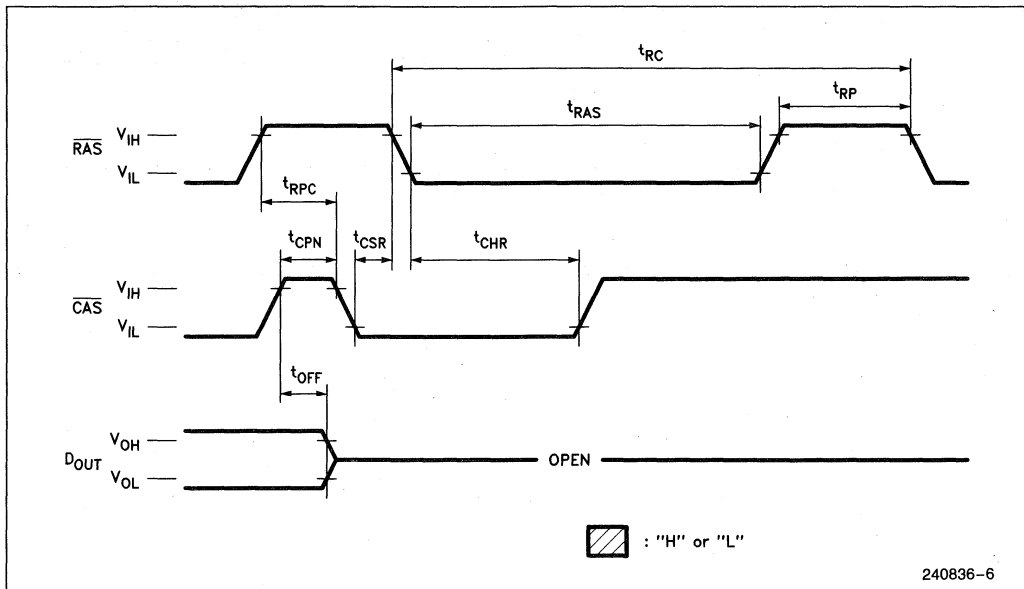 tRC
tRP
tRAS
RAS
VIH
VIL
tRPC
tCPN
tCSR
tCHR
CAS
VIH
VIL
tOFF
DOUT
VOH
VOL
OPEN
: "H" or "L"
240836-6